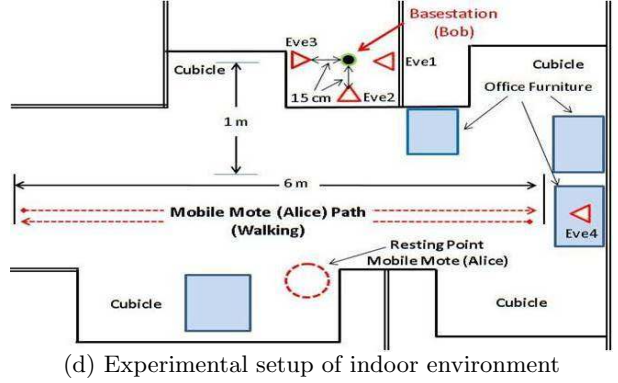 Basestation
(Bob)
Eve3
Eve1
Cubicle
Cubicle
Office Furniture
15 cm
Eve2
1 m
6 m
Mobile Mote (Alice) Path
(Walking)
Eve4
Resting Point
Mobile Mote (Alice)
Cubicle
Cubicle
(d) Experimental setup of indoor environment